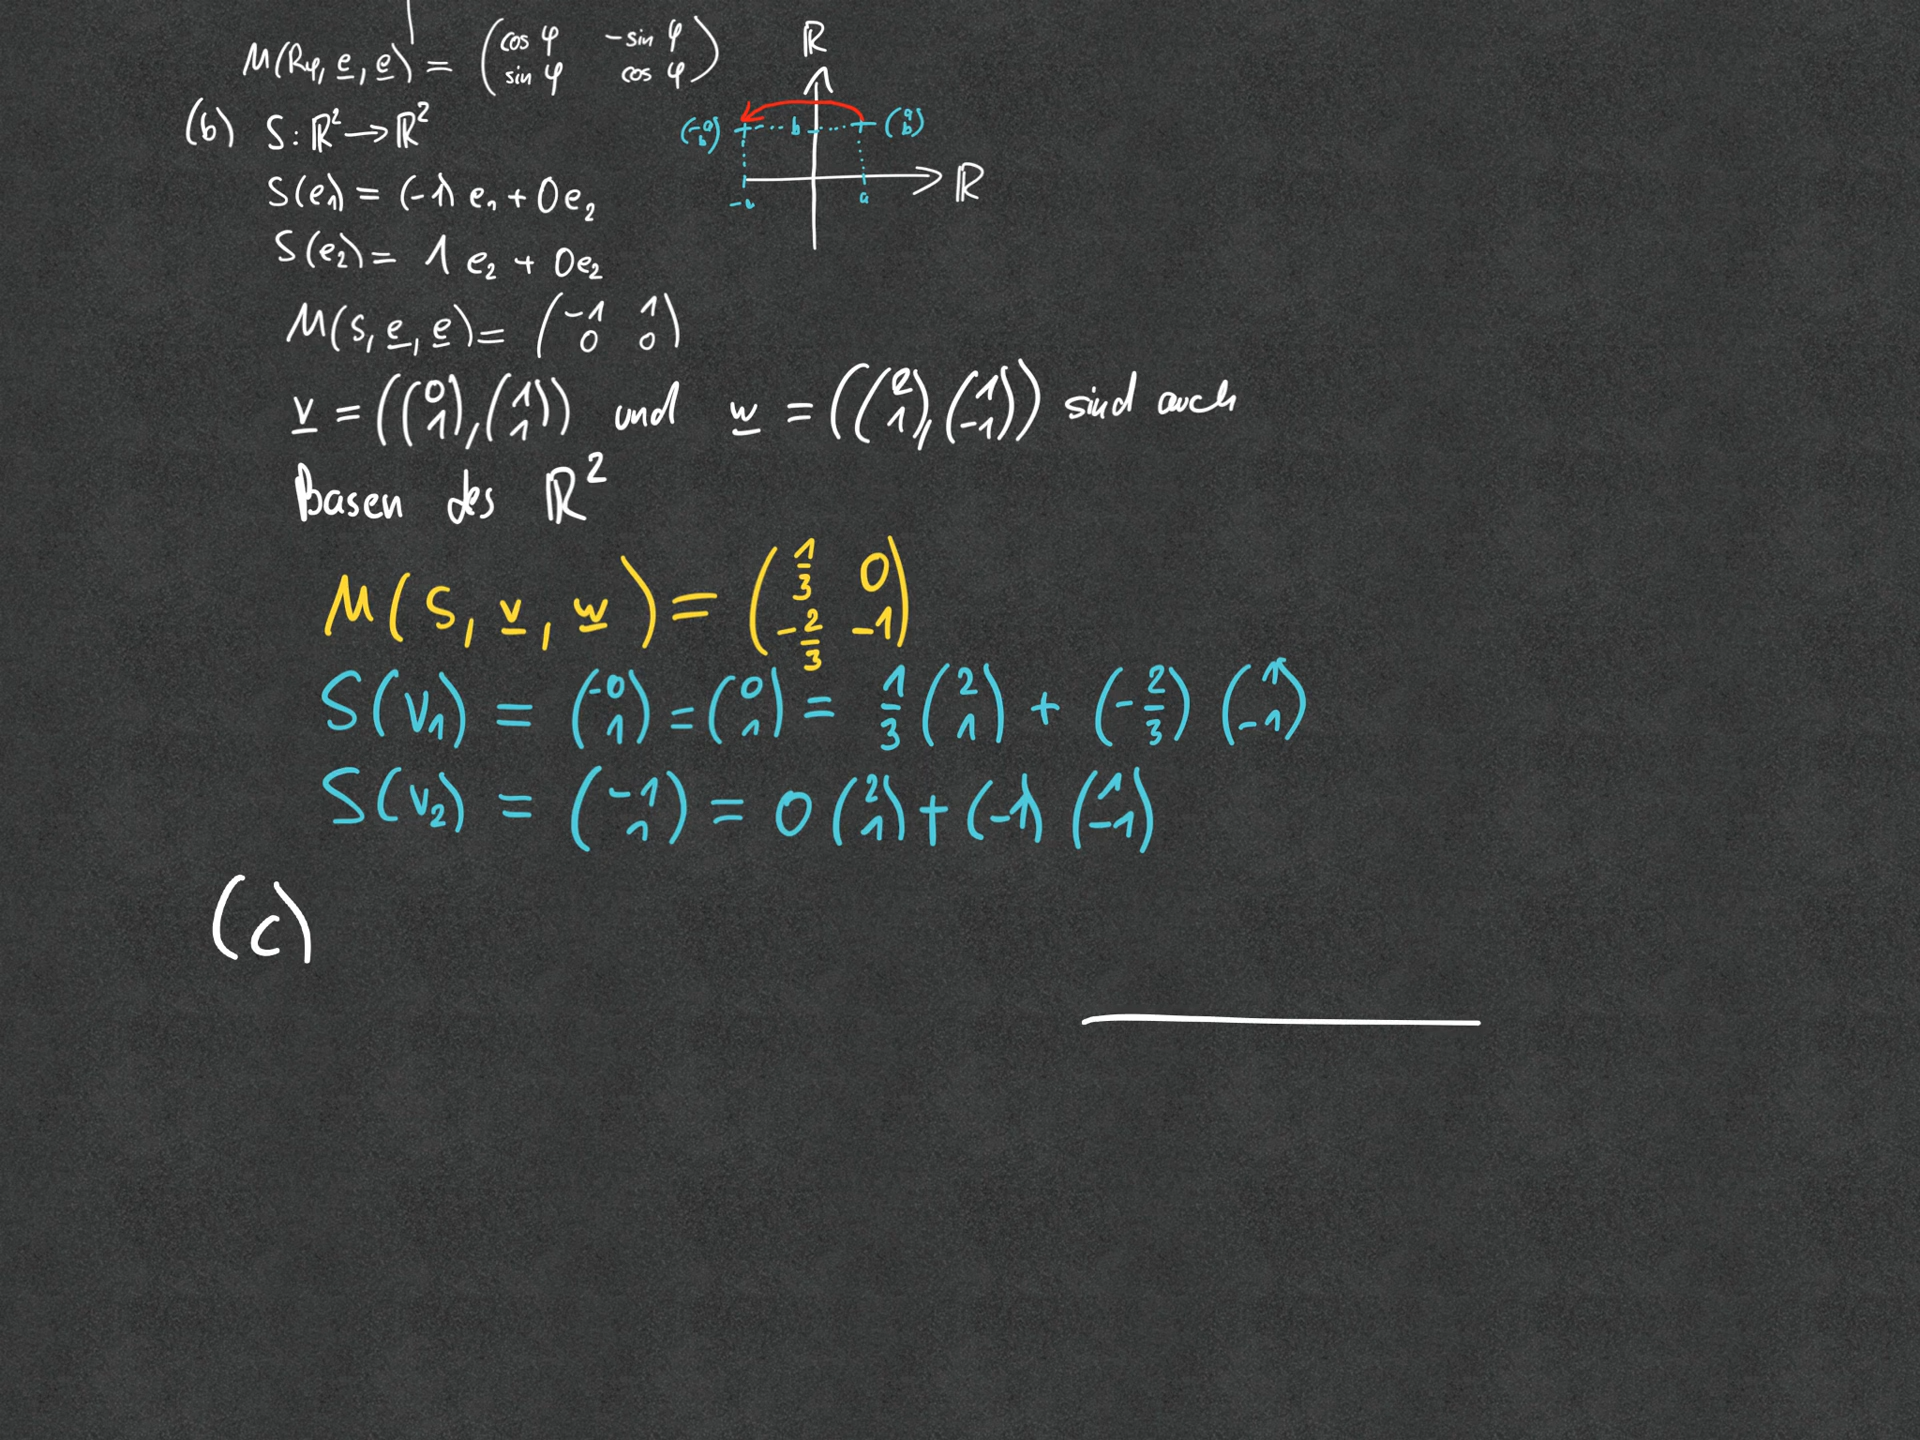 M(Rφ, e, e) = (cos φ  -sin φ
sin φ  cos φ)
(b) S: ℝ² → ℝ²
S(e₁) = (-1) e₁ + 0e₂
S(e₂) = 1 e₂ + 0e₂
M(S, e, e) = (-1 1
0 0)
v = ((0 1), (1 1)) und w = ((2 1), (1 -1)) sind auch
Basen des ℝ²
M(S, v, w) = (1/3 0
-2/3 -1)
S(v₁) = (-0 1) = (0 1) = 1/3 (2 1) + (-2/3) (1 -1)
S(v₂) = (-1 1) = 0 (2 1) + (-1) (1 -1)
(c)
ℝ
(-a b) b (a b)
ℝ
-a a